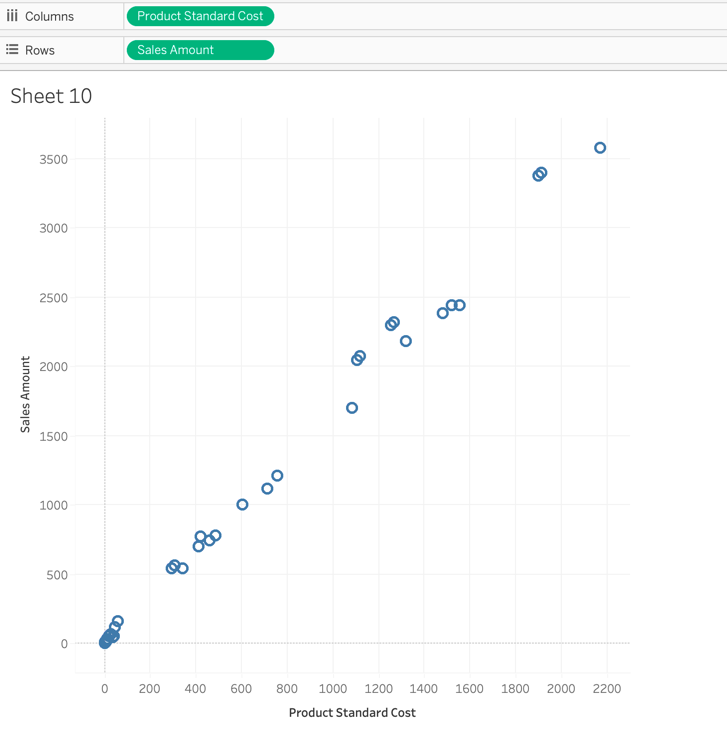 Columns Product Standard Cost
Rows Sales Amount
Sheet 10
3500
3000
2500
2000
1500
1000
500
0
Sales Amount
0 200 400 600 800 1000 1200 1400 1600 1800 2000 2200
Product Standard Cost